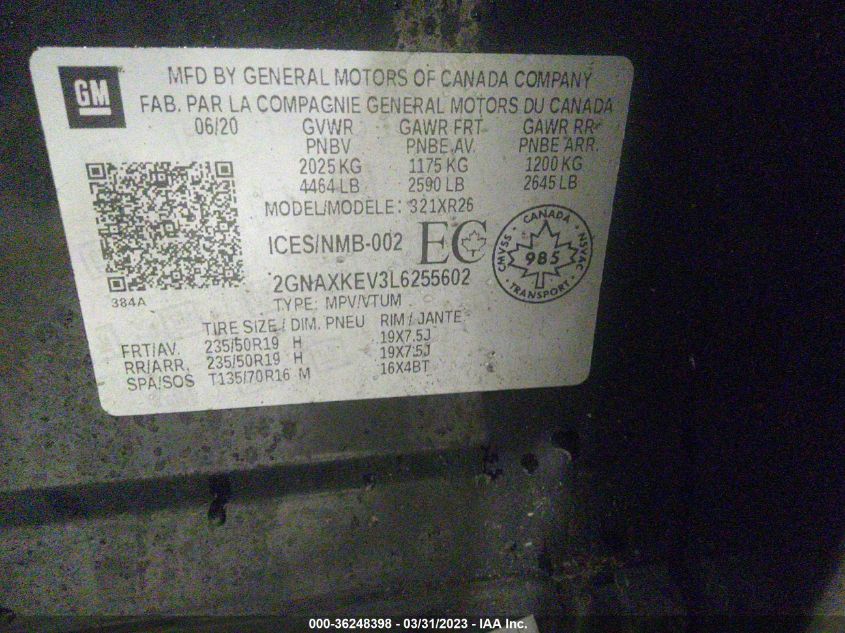 GM
MFD BY GENERAL MOTORS OF CANADA COMPANY
FAB. PAR LA COMPAGNIE GENERAL MOTORS DU CANADA
06/20 GVWR GAWR FRT GAWR RR
PNBV PNBE AV. PNBE ARR.
2025 KG 1175 KG 1200 KG
4464 LB 2590 LB 2645 LB
MODEL/MODELE: 321XR26
ICES/NMB-002 EC
CANADA
CMVSS 985 NSVAC
TRANSPORT
2GNAXKEV3L6255602
384A
TYPE: MPV/VTUM
TIRE SIZE / DIM. PNEU RIM / JANTE
FRT/AV. 235/50R19 H 19X7.5J
RR/ARR. 235/50R19 H 19X7.5J
SPA/SOS T135/70R16 M 16X4BT
000-36248398 - 03/31/2023 - IAA Inc.